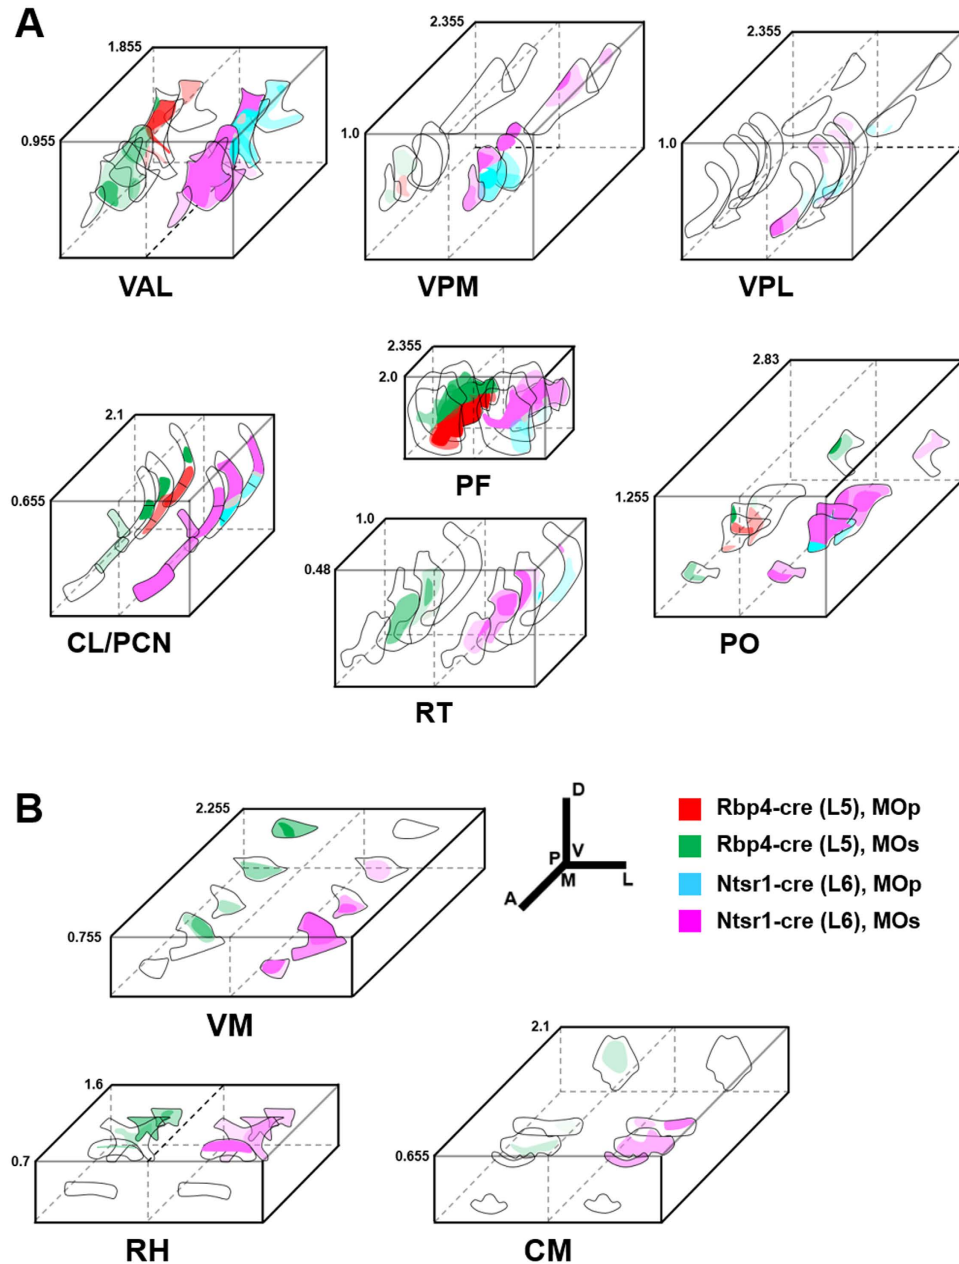 A
1.855
0.955
VAL
2.355
1.0
VPM
2.355
1.0
VPL
2.1
0.655
CL/PCN
2.355
2.0
PF
1.0
0.48
RT
2.83
1.255
PO
B
2.255
0.755
VM
D
P V
A M L
Rbp4-cre (L5), MOp
Rbp4-cre (L5), MOs
Ntsr1-cre (L6), MOp
Ntsr1-cre (L6), MOs
1.6
0.7
RH
2.1
0.655
CM